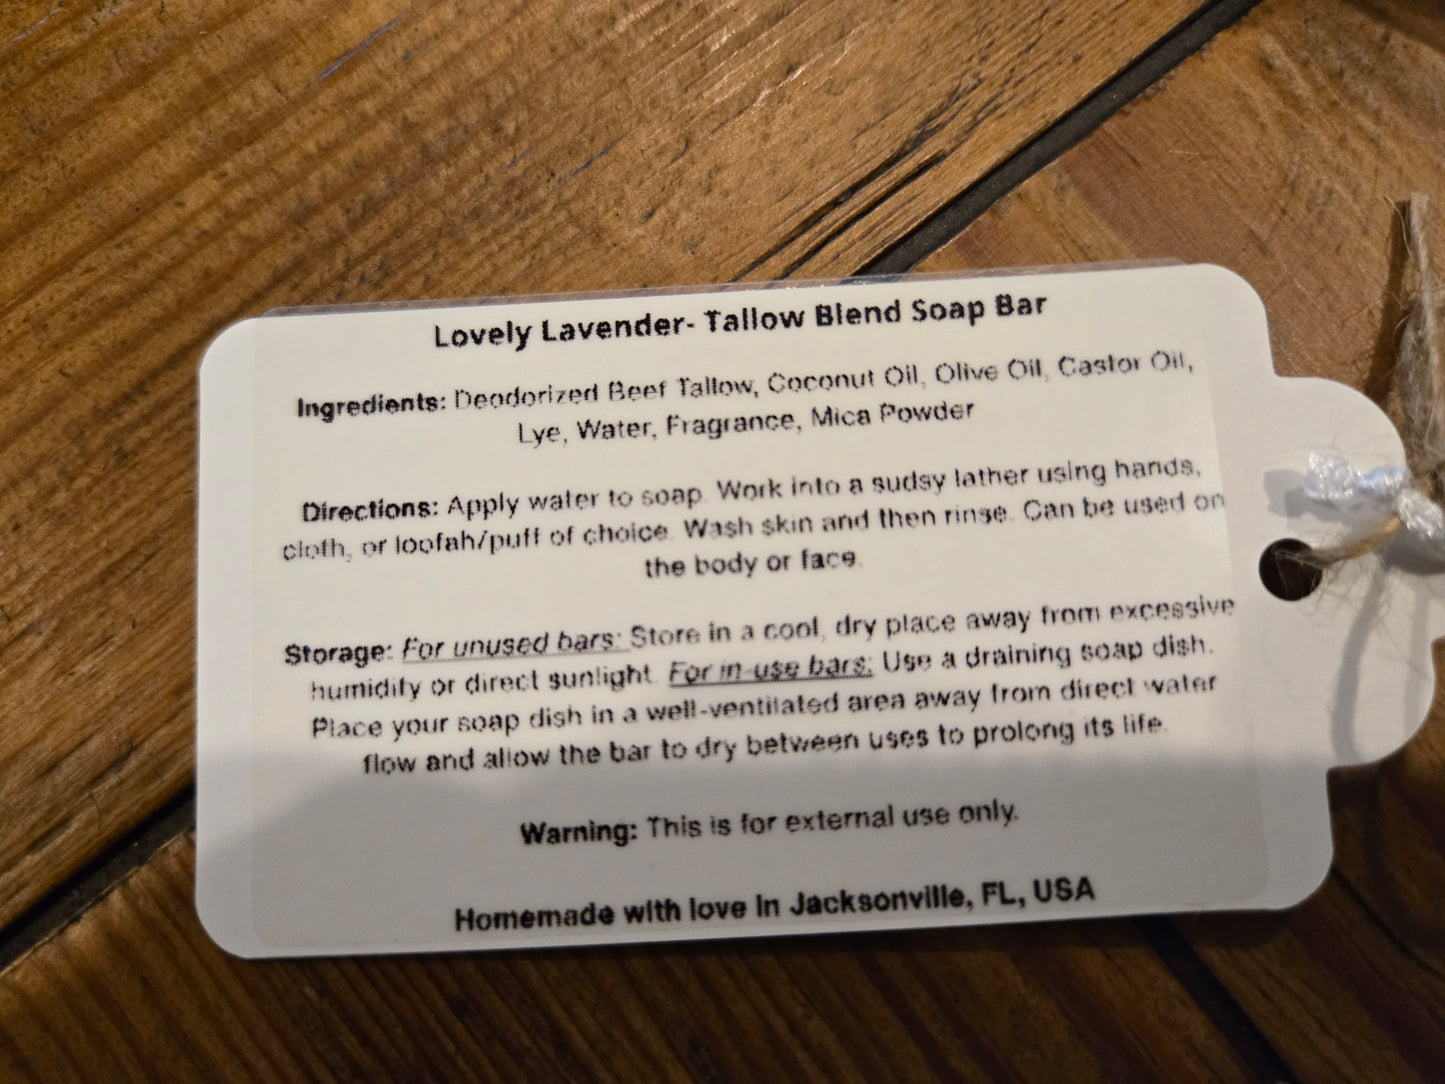 Lovely Lavender- Tallow Blend Soap Bar
Ingredients: Deodorized Beef Tallow, Coconut Oil, Olive Oil, Castor Oil,
Lye, Water, Fragrance, Mica Powder
Directions: Apply water to soap. Work into a sudsy lather using hands,
cloth, or loofah/puff of choice. Wash skin and then rinse. Can be used on
the body or face.
Storage: For unused bars: Store in a cool, dry place away from excessive
humidity or direct sunlight. For in-use bars: Use a draining soap dish.
Place your soap dish in a well-ventilated area away from direct water
flow and allow the bar to dry between uses to prolong its life.
Warning: This is for external use only.
Homemade with love in Jacksonville, FL, USA